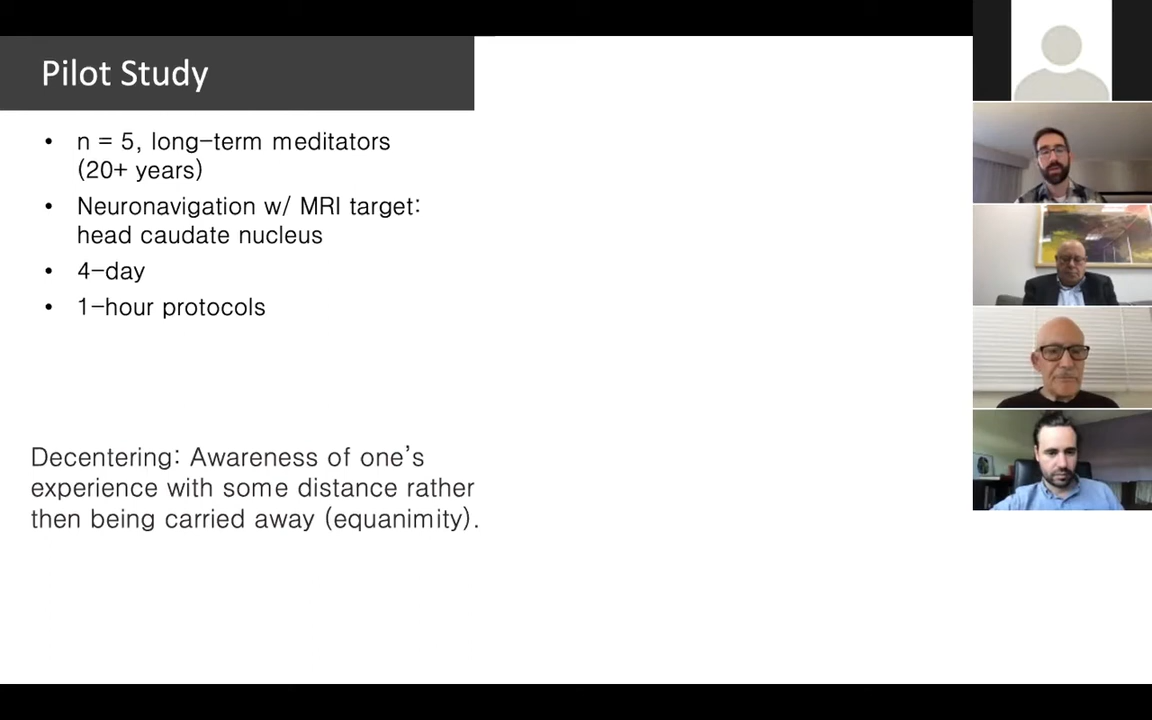 Pilot Study
• n = 5, long-term meditators
(20+ years)
• Neuronavigation w/ MRI target:
head caudate nucleus
• 4-day
• 1-hour protocols
Decentering: Awareness of one's
experience with some distance rather
then being carried away (equanimity).